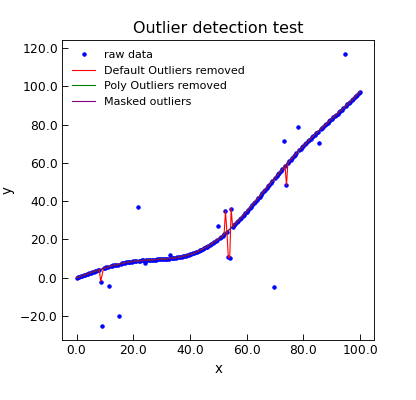 Outlier detection test
120.0
100.0
80.0
60.0
40.0
20.0
0.0
−20.0
y
raw data
Default Outliers removed
Poly Outliers removed
Masked outliers
0.0 20.0 40.0 60.0 80.0 100.0
x